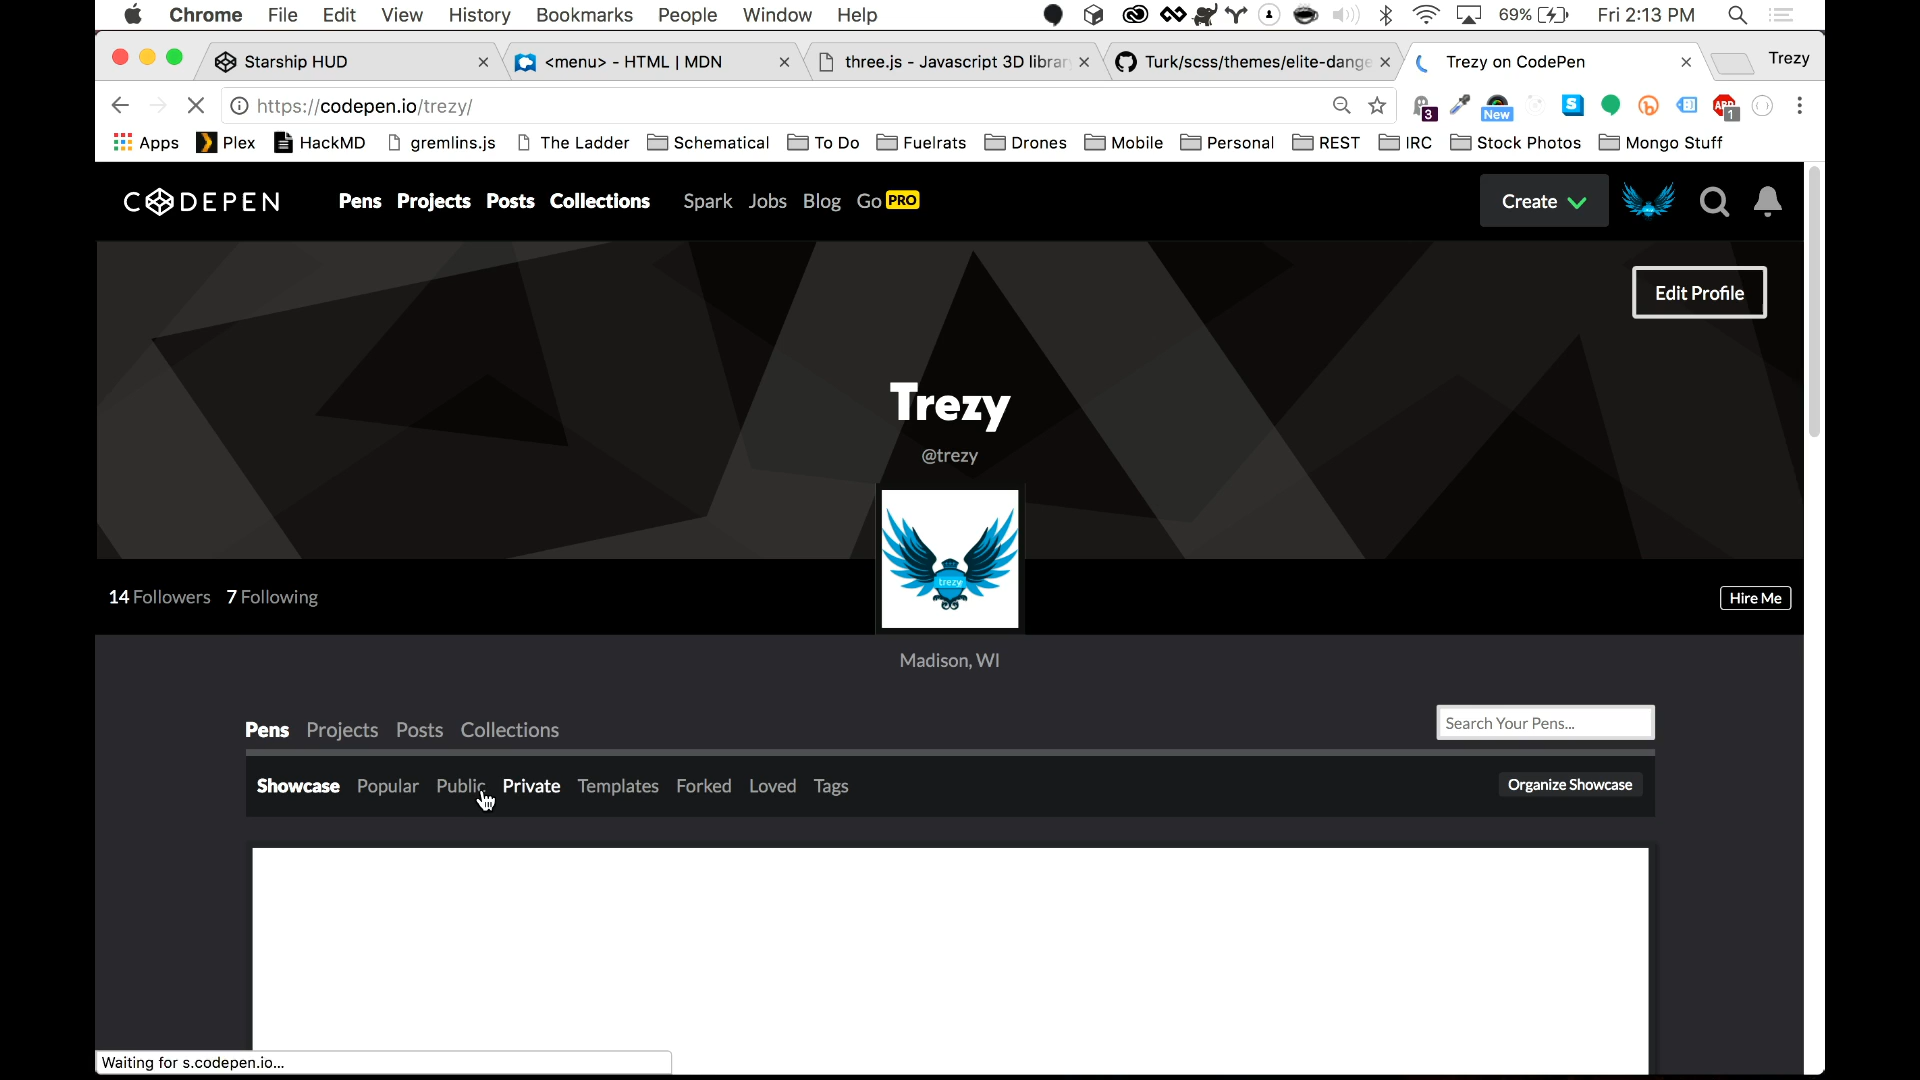 Chrome File Edit View History Bookmarks People Window Help 69% Fri 2:13 PM
Starship HUD <menu> - HTML | MDN three.js - Javascript 3D librar Turk/scss/themes/elite-dange Trezy on CodePen Trezy
https://codepen.io/trezy/ 3 New S ABP 1
Apps Plex HackMD gremlins.js The Ladder Schematical To Do Fuelrats Drones Mobile Personal REST IRC Stock Photos Mongo Stuff
CODEPEN Pens Projects Posts Collections Spark Jobs Blog Go PRO Create
Edit Profile
Trezy
@trezy
trezy
14 Followers 7 Following Hire Me
Madison, WI
Pens Projects Posts Collections Search Your Pens...
Showcase Popular Public Private Templates Forked Loved Tags Organize Showcase
Waiting for s.codepen.io...